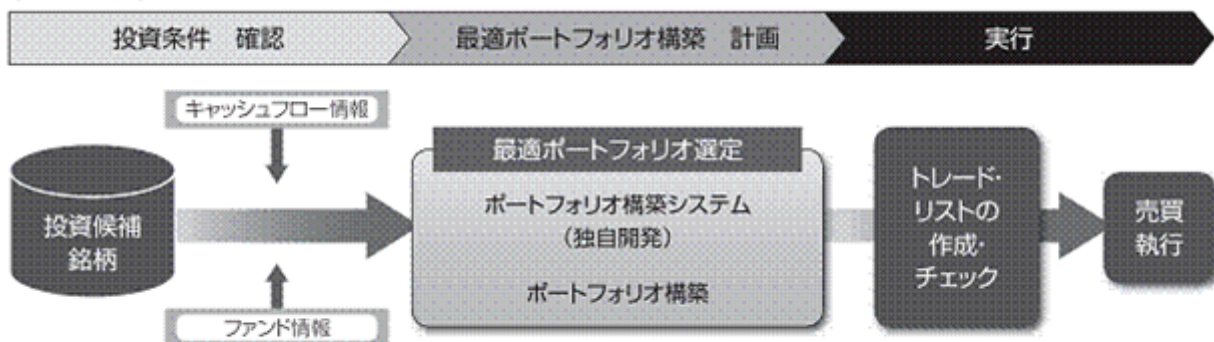 投資条件 確認
最適ポートフォリオ構築 計画
実行
キャッシュフロー情報
投資候補
銘柄
ファンド情報
最適ポートフォリオ選定
ポートフォリオ構築システム
（独自開発）
ポートフォリオ構築
トレード・
リストの
作成・
チェック
売買
執行